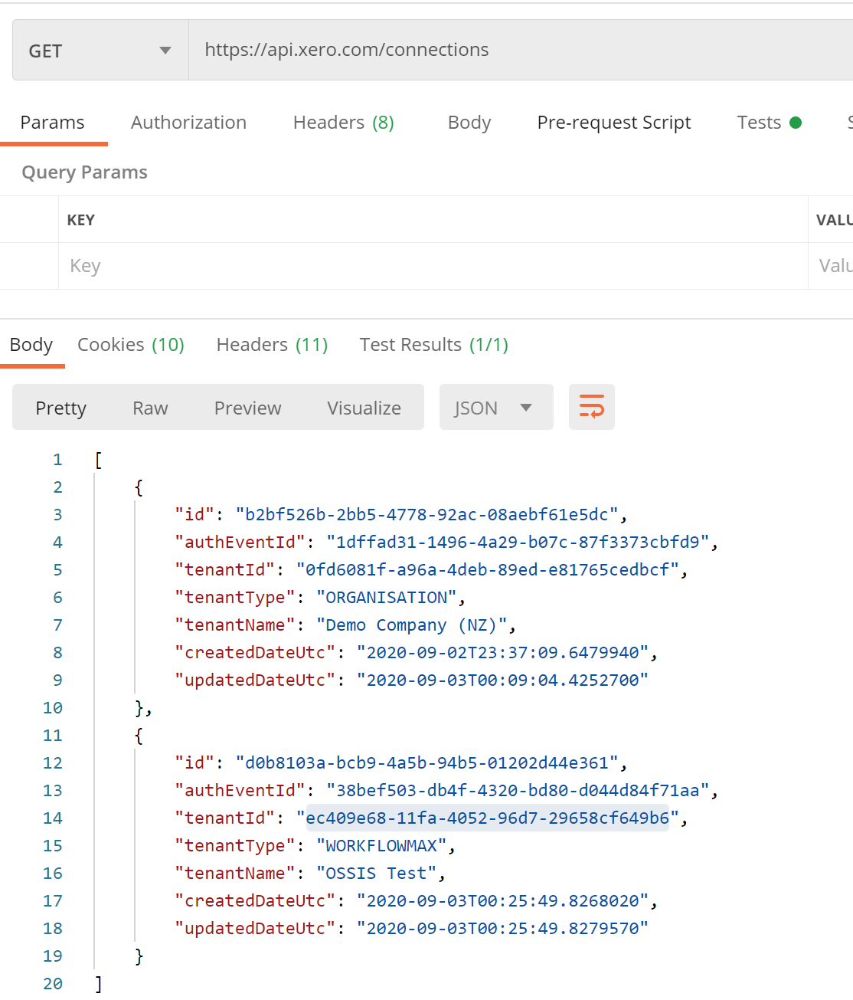 GET https://api.xero.com/connections
Params Authorization Headers (8) Body Pre-request Script Tests S
Query Params
KEY VALU
Key Valu
Body Cookies (10) Headers (11) Test Results (1/1)
Pretty Raw Preview Visualize JSON
1 [
2 {
3 "id": "b2bf526b-2bb5-4778-92ac-08aebf61e5dc",
4 "authEventId": "1dffad31-1496-4a29-b07c-87f3373cbfd9",
5 "tenantId": "0fd6081f-a96a-4deb-89ed-e81765cedbcf",
6 "tenantType": "ORGANISATION",
7 "tenantName": "Demo Company (NZ)",
8 "createdDateUtc": "2020-09-02T23:37:09.6479940",
9 "updatedDateUtc": "2020-09-03T00:09:04.4252700"
10 },
11 {
12 "id": "d0b8103a-bcb9-4a5b-94b5-01202d44e361",
13 "authEventId": "38bef503-db4f-4320-bd80-d044d84f71aa",
14 "tenantId": "ec409e68-11fa-4052-96d7-29658cf649b6",
15 "tenantType": "WORKFLOWMAX",
16 "tenantName": "OSSIS Test",
17 "createdDateUtc": "2020-09-03T00:25:49.8268020",
18 "updatedDateUtc": "2020-09-03T00:25:49.8279570"
19 }
20 ]